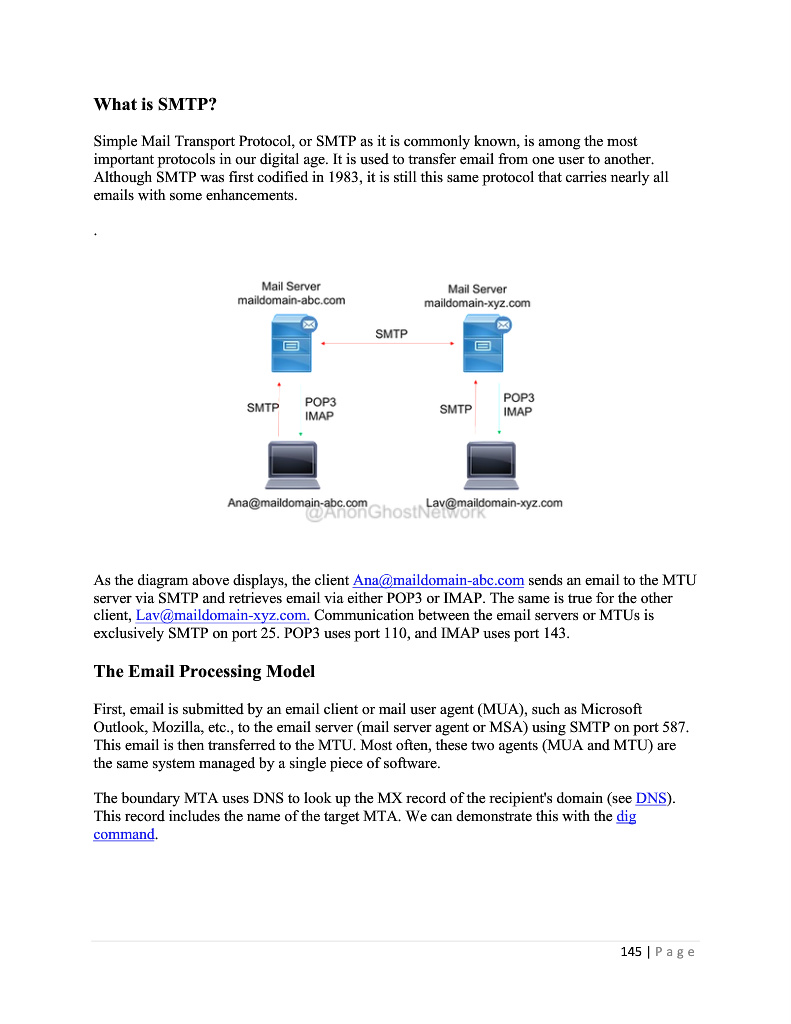 What is SMTP?
Simple Mail Transport Protocol, or SMTP as it is commonly known, is among the most
important protocols in our digital age. It is used to transfer email from one user to another.
Although SMTP was first codified in 1983, it is still this same protocol that carries nearly all
emails with some enhancements.
.
Mail Server
maildomain-abc.com
Mail Server
maildomain-xyz.com
SMTP
SMTP
POP3
IMAP
SMTP
POP3
IMAP
Ana@maildomain-abc.com
Lav@maildomain-xyz.com
@AnonGhostNetwork
As the diagram above displays, the client Ana@maildomain-abc.com sends an email to the MTU
server via SMTP and retrieves email via either POP3 or IMAP. The same is true for the other
client, Lav@maildomain-xyz.com. Communication between the email servers or MTUs is
exclusively SMTP on port 25. POP3 uses port 110, and IMAP uses port 143.
The Email Processing Model
First, email is submitted by an email client or mail user agent (MUA), such as Microsoft
Outlook, Mozilla, etc., to the email server (mail server agent or MSA) using SMTP on port 587.
This email is then transferred to the MTU. Most often, these two agents (MUA and MTU) are
the same system managed by a single piece of software.
The boundary MTA uses DNS to look up the MX record of the recipient's domain (see DNS).
This record includes the name of the target MTA. We can demonstrate this with the dig
command.
145 | P a g e